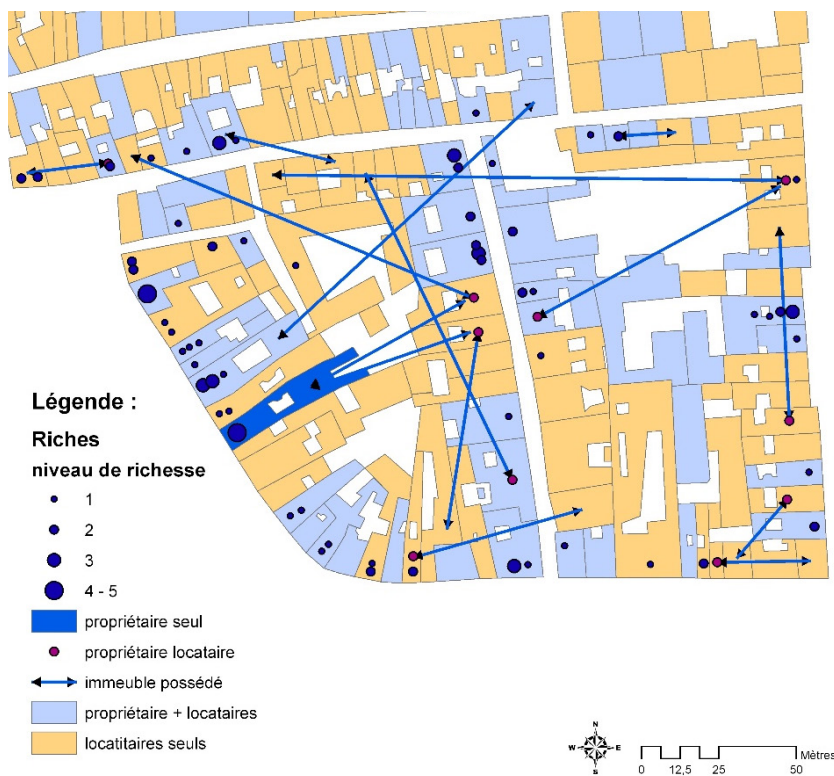 Légende :
Riches
niveau de richesse
1
2
3
4 - 5
propriétaire seul
propriétaire locataire
immeuble possédé
propriétaire + locataires
locatitaires seuls
N
W E
S
Mètres
0 12,5 25 50